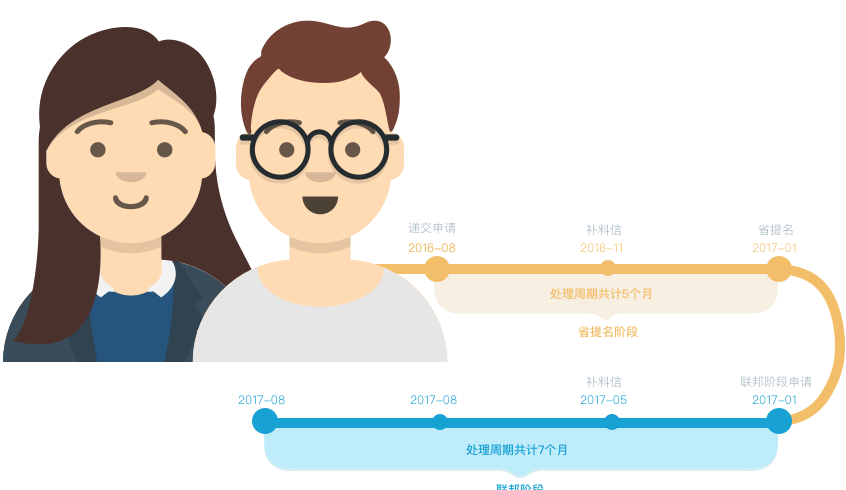 递交申请
补料信
省提名
2016-08
2016-11
2017-01
处理周期共计5个月
省提名阶段
补料信
联邦阶段申请
2017-08
2017-08
2017-05
2017-01
处理周期共计7个月
联邦阶段